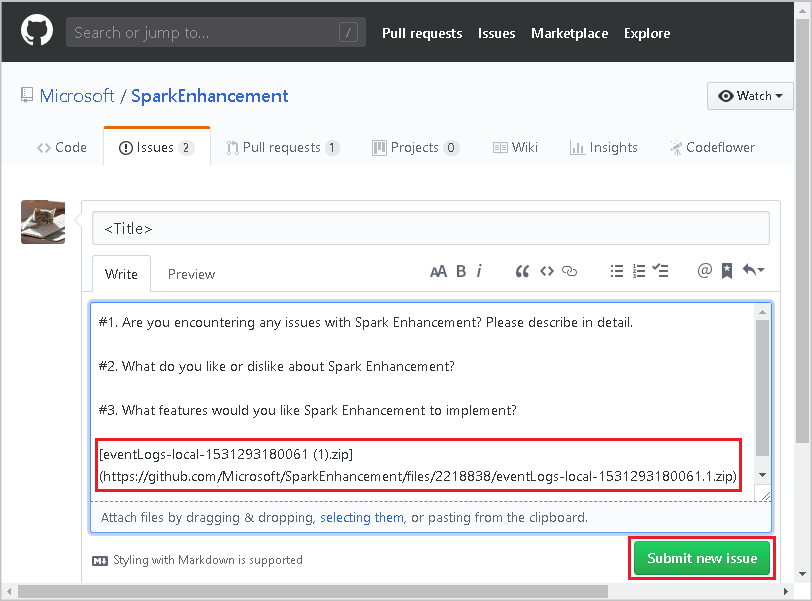 Search or jump to... /
Pull requests Issues Marketplace Explore
Microsoft / SparkEnhancement
Watch
Code Issues 2 Pull requests 1 Projects 0 Wiki Insights Codeflower
<Title>
Write Preview AA B i @
#1. Are you encountering any issues with Spark Enhancement? Please describe in detail.
#2. What do you like or dislike about Spark Enhancement?
#3. What features would you like Spark Enhancement to implement?
[eventLogs-local-1531293180061 (1).zip]
(https://github.com/Microsoft/SparkEnhancement/files/2218838/eventLogs-local-1531293180061.1.zip)
Attach files by dragging & dropping, selecting them, or pasting from the clipboard.
Styling with Markdown is supported
Submit new issue